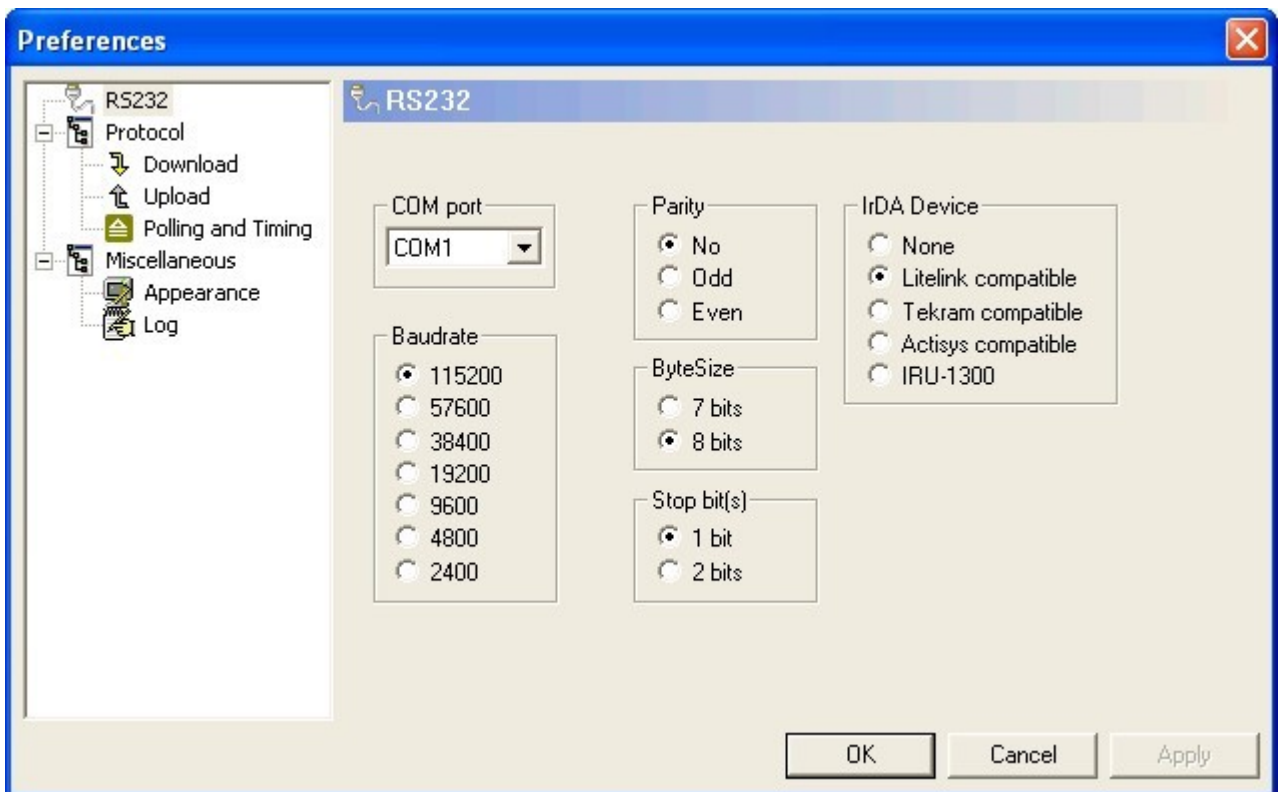 Preferences
RS232
Protocol
Download
Upload
Polling and Timing
Miscellaneous
Appearance
Log
RS232
COM port
COM1
Baudrate
115200
57600
38400
19200
9600
4800
2400
Parity
No
Odd
Even
ByteSize
7 bits
8 bits
Stop bit(s)
1 bit
2 bits
IrDA Device
None
Litelink compatible
Tekram compatible
Actisys compatible
IRU-1300
OK
Cancel
Apply